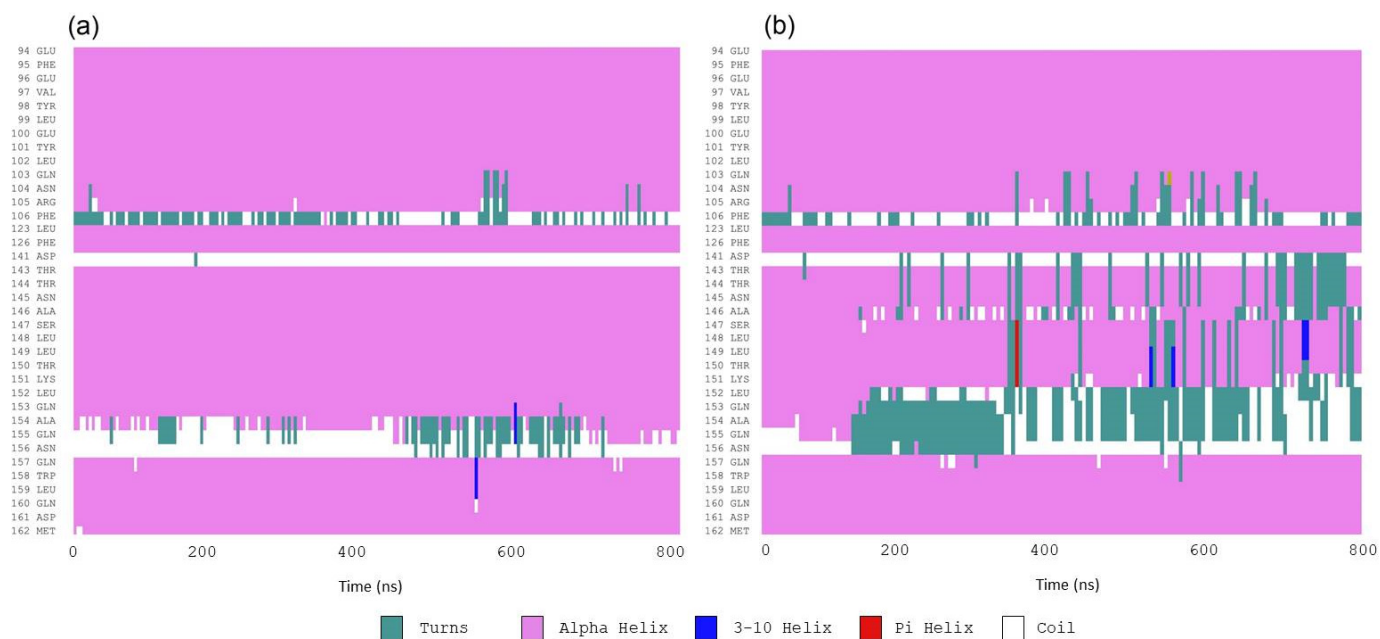 (a)
94 GLU
95 PHE
96 GLU
97 VAL
98 TYR
99 LEU
100 GLU
101 TYR
102 LEU
103 GLN
104 ASN
105 ARG
106 PHE
123 LEU
126 PHE
141 ASP
143 THR
144 THR
145 ASN
146 ALA
147 SER
148 LEU
149 LEU
150 THR
151 LYS
152 LEU
153 GLN
154 ALA
155 GLN
156 ASN
157 GLN
158 TRP
159 LEU
160 GLN
161 ASP
162 MET
0 200 400 600 800
Time (ns)
(b)
94 GLU
95 PHE
96 GLU
97 VAL
98 TYR
99 LEU
100 GLU
101 TYR
102 LEU
103 GLN
104 ASN
105 ARG
106 PHE
123 LEU
126 PHE
141 ASP
143 THR
144 THR
145 ASN
146 ALA
147 SER
148 LEU
149 LEU
150 THR
151 LYS
152 LEU
153 GLN
154 ALA
155 GLN
156 ASN
157 GLN
158 TRP
159 LEU
160 GLN
161 ASP
162 MET
0 200 400 600 800
Time (ns)
Turns Alpha Helix 3-10 Helix Pi Helix Coil